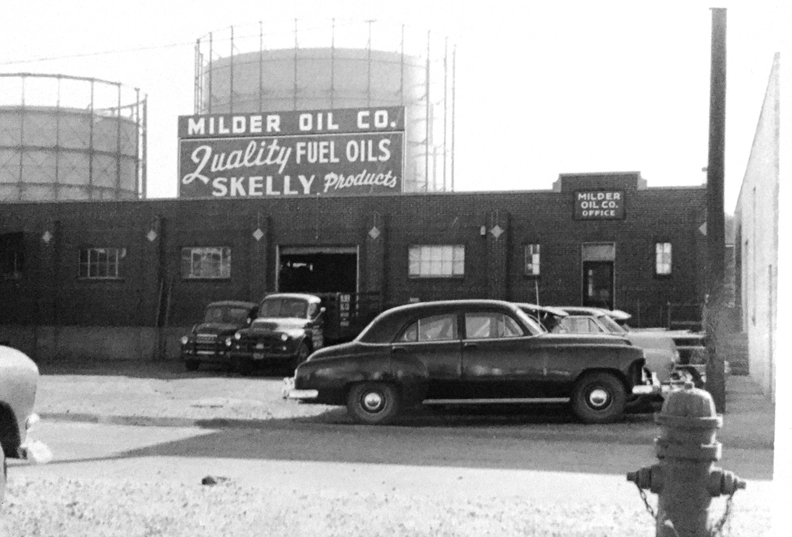 MILDER OIL CO.
Quality FUEL OILS
SKELLY Products
MILDER
OIL CO.
OFFICE